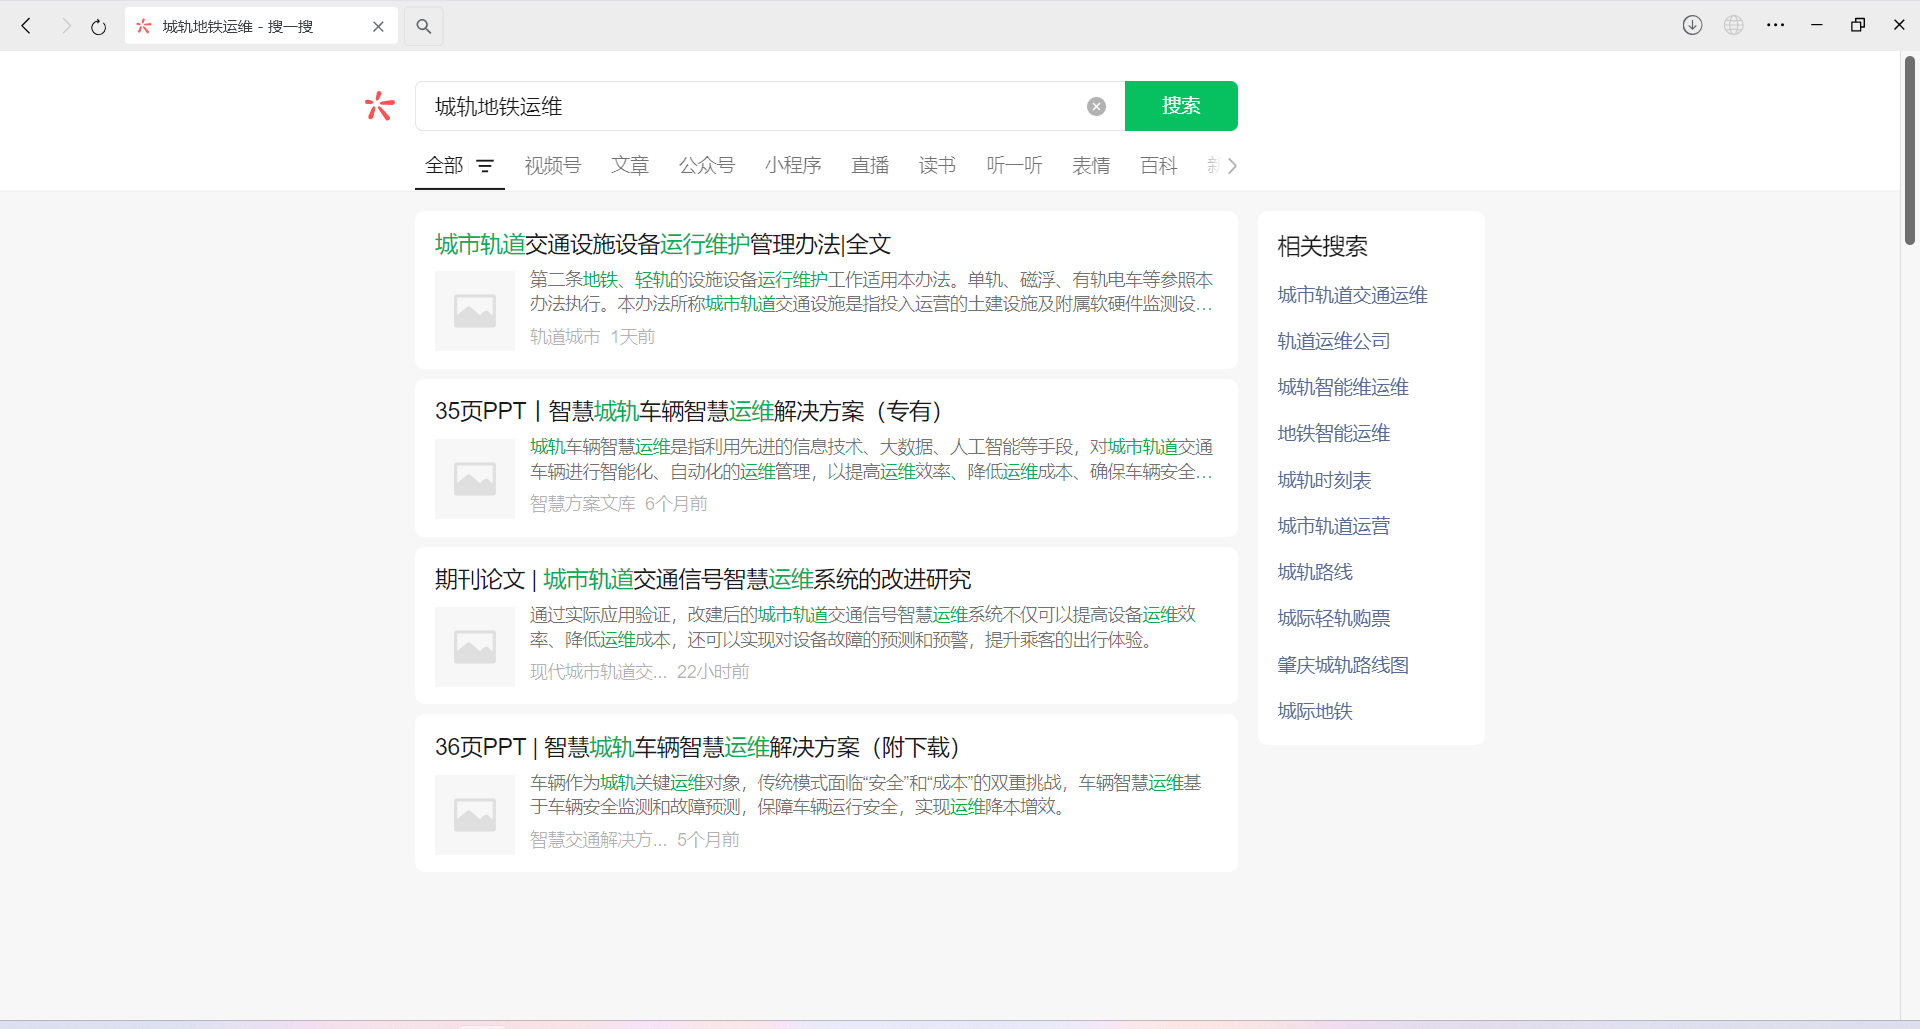 城轨地铁运维 - 搜一搜
城轨地铁运维
搜索
全部 视频号 文章 公众号 小程序 直播 读书 听一听 表情 百科
城市轨道交通设施设备运行维护管理办法|全文
第二条地铁、轻轨的设施设备运行维护工作适用本办法。单轨、磁浮、有轨电车等参照本
办法执行。本办法所称城市轨道交通设施是指投入运营的土建设施及附属软硬件监测设...
轨道城市 1天前
35页PPT丨智慧城轨车辆智慧运维解决方案（专有）
城轨车辆智慧运维是指利用先进的信息技术、大数据、人工智能等手段，对城市轨道交通
车辆进行智能化、自动化的运维管理，以提高运维效率、降低运维成本、确保车辆安全...
智慧方案文库 6个月前
期刊论文 | 城市轨道交通信号智慧运维系统的改进研究
通过实际应用验证，改建后的城市轨道交通信号智慧运维系统不仅可以提高设备运维效
率、降低运维成本，还可以实现对设备故障的预测和预警，提升乘客的出行体验。
现代城市轨道交... 22小时前
36页PPT | 智慧城轨车辆智慧运维解决方案（附下载）
车辆作为城轨关键运维对象，传统模式面临“安全”和“成本”的双重挑战，车辆智慧运维基
于车辆安全监测和故障预测，保障车辆运行安全，实现运维降本增效。
智慧交通解决方... 5个月前
相关搜索
城市轨道交通运维
轨道运维公司
城轨智能维运维
地铁智能运维
城轨时刻表
城市轨道运营
城轨路线
城际轻轨购票
肇庆城轨路线图
城际地铁